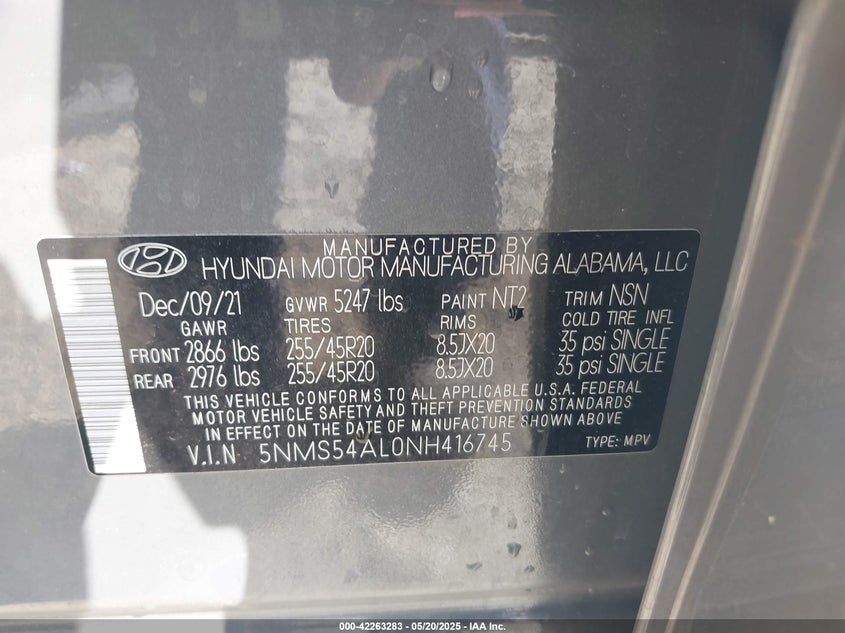 MANUFACTURED BY
HYUNDAI MOTOR MANUFACTURING ALABAMA, LLC
Dec/09/21 GVWR 5247 lbs PAINT NT2 TRIM NSN
GAWR TIRES RIMS COLD TIRE INFL
FRONT 2866 lbs 255/45R20 8.5JX20 35 psi SINGLE
REAR 2976 lbs 255/45R20 8.5JX20 35 psi SINGLE
THIS VEHICLE CONFORMS TO ALL APPLICABLE U.S.A. FEDERAL
MOTOR VEHICLE SAFETY AND THEFT PREVENTION STANDARDS
IN EFFECT ON THE DATE OF MANUFACTURE SHOWN ABOVE
V.I.N 5NMS54AL0NH416745 TYPE: MPV
000-42263283 - 05/20/2025 - IAA Inc.